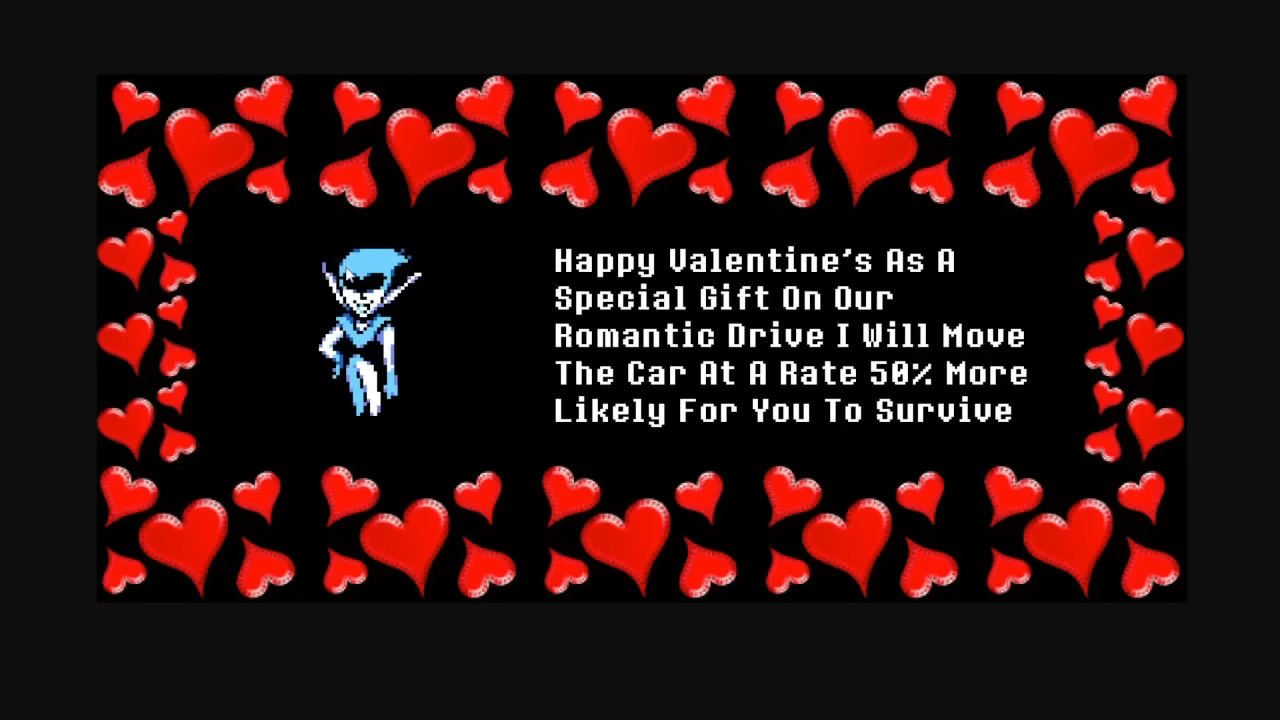 Happy Valentine's As A
Special Gift On Our
Romantic Drive I Will Move
The Car At A Rate 50% More
Likely For You To Survive